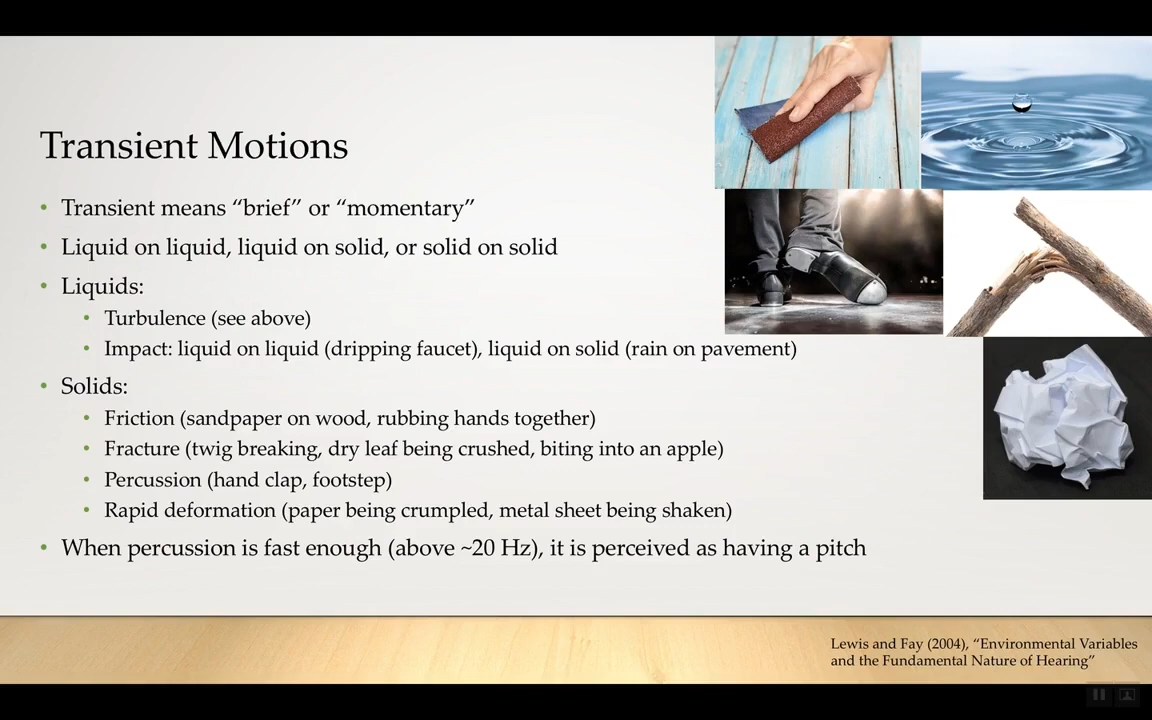 Transient Motions
• Transient means “brief” or “momentary”
• Liquid on liquid, liquid on solid, or solid on solid
• Liquids:
• Turbulence (see above)
• Impact: liquid on liquid (dripping faucet), liquid on solid (rain on pavement)
• Solids:
• Friction (sandpaper on wood, rubbing hands together)
• Fracture (twig breaking, dry leaf being crushed, biting into an apple)
• Percussion (hand clap, footstep)
• Rapid deformation (paper being crumpled, metal sheet being shaken)
• When percussion is fast enough (above ~20 Hz), it is perceived as having a pitch
Lewis and Fay (2004), “Environmental Variables
and the Fundamental Nature of Hearing”